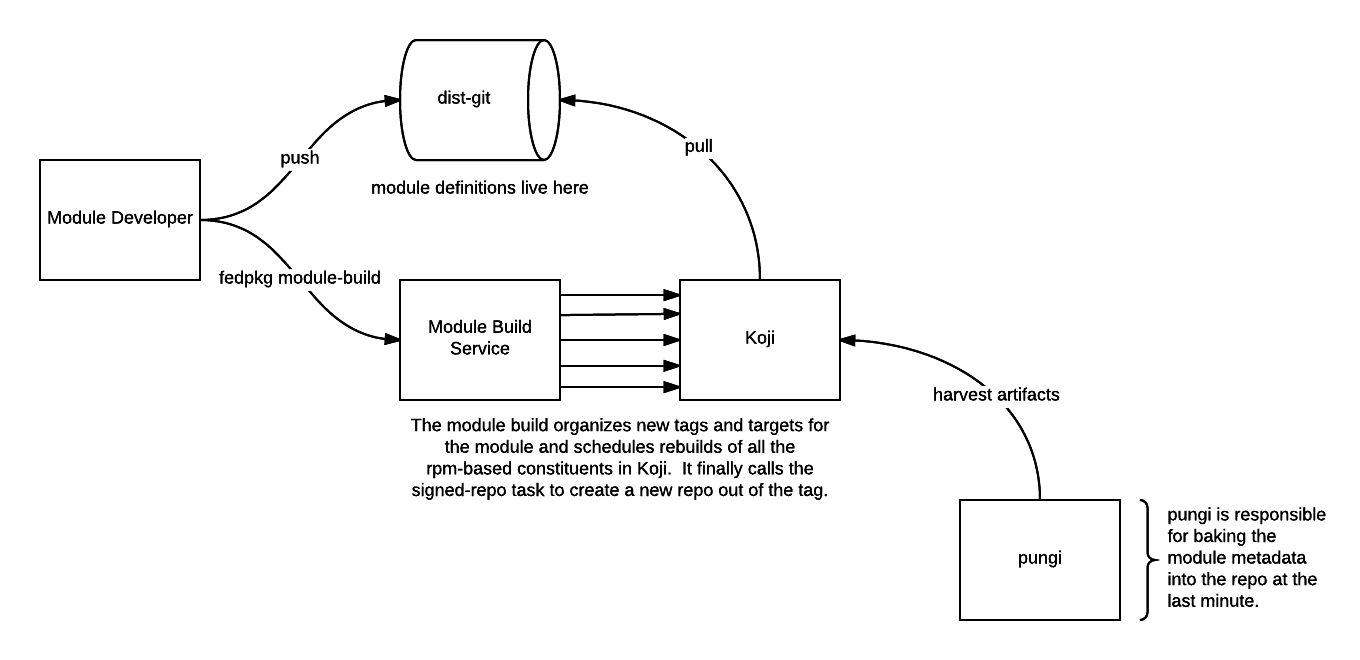 dist-git
push
pull
module definitions live here
Module Developer
fedpkg module-build
Module Build
Service
Koji
harvest artifacts
The module build organizes new tags and targets for
the module and schedules rebuilds of all the
rpm-based constituents in Koji.  It finally calls the
signed-repo task to create a new repo out of the tag.
pungi
pungi is responsible
for baking the
module metadata
into the repo at the
last minute.